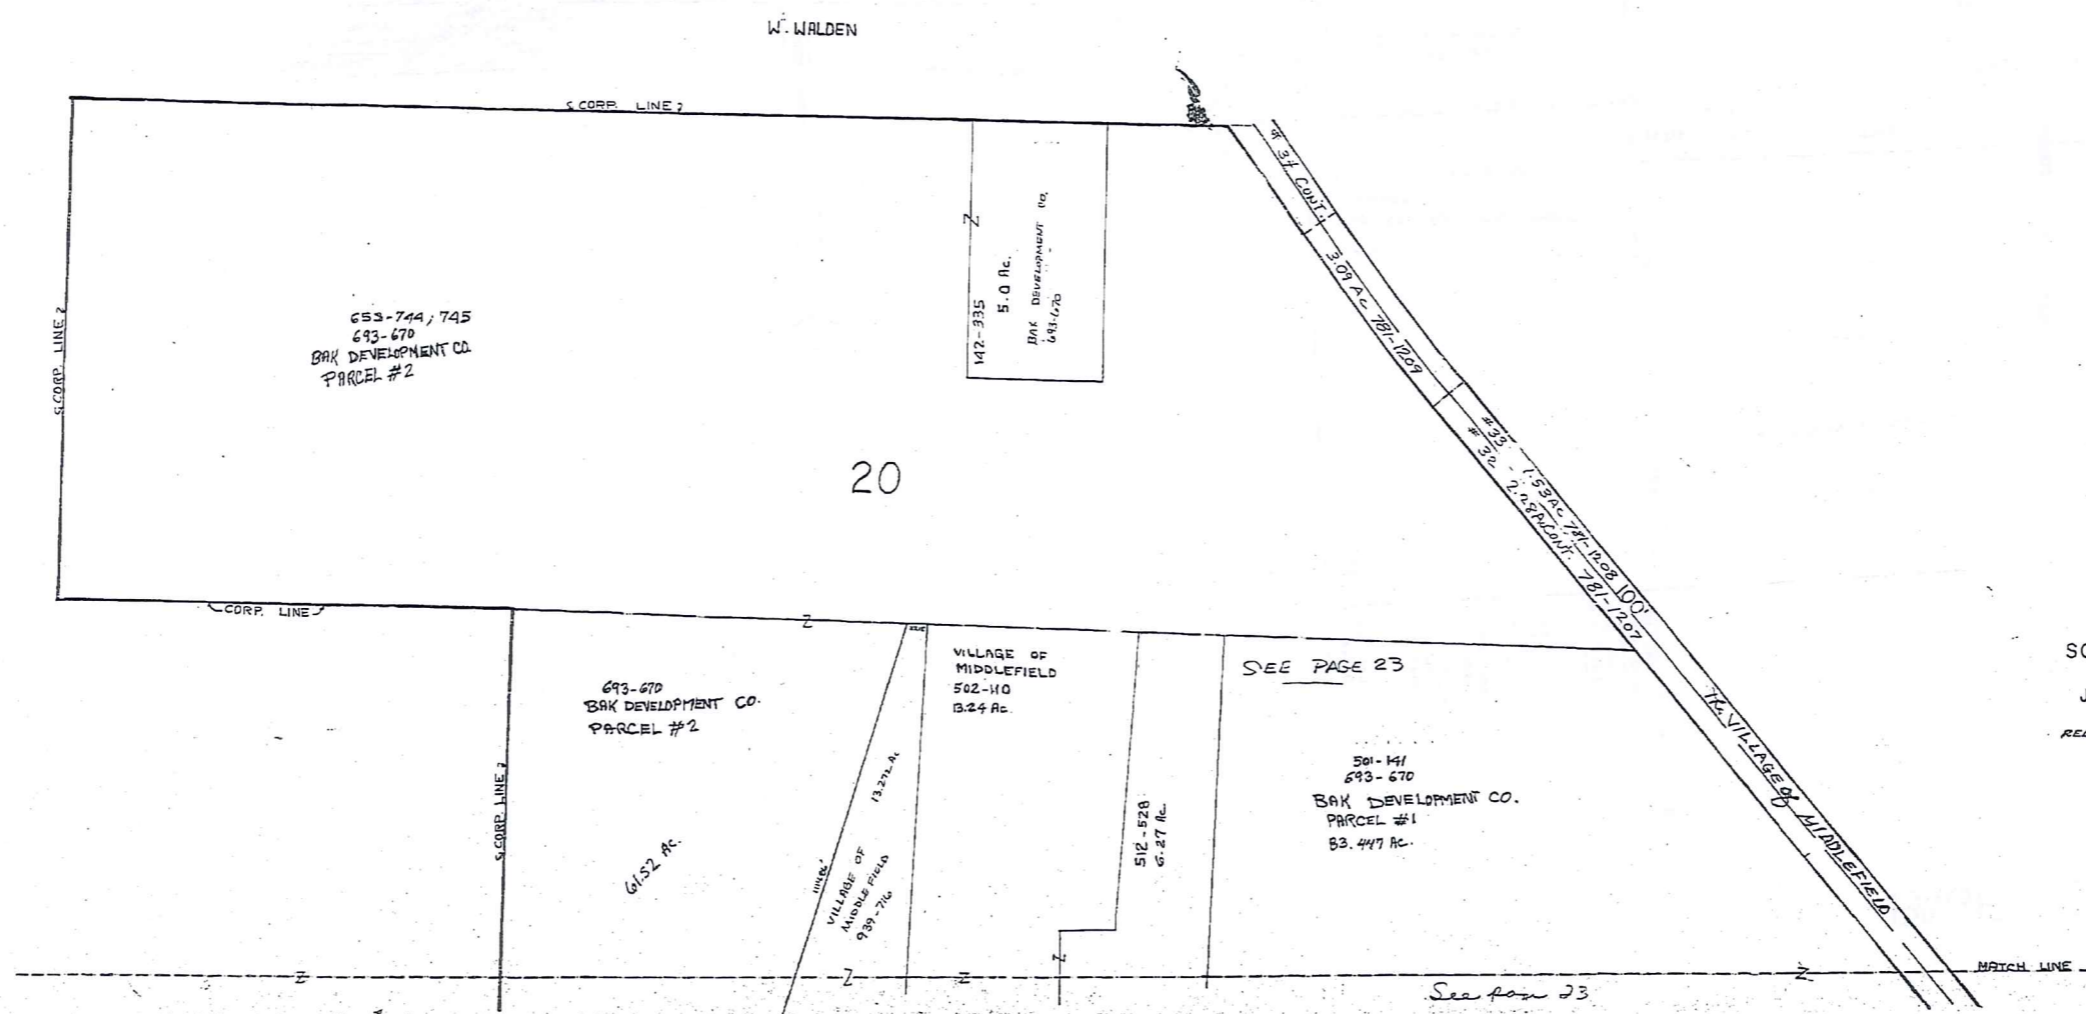 W. WALDEN
CORP. LINE
# 34 CONT.
3.09 AC 781-1209
CORP. LINE
653-744, 745
693-670
BAK DEVELOPMENT CO.
PARCEL #2
142-335
5.0 Ac.
BAK DEVELOPMENT CO.
693-670
20
#33 - 1.53 AC 781-1208 100'
#32 - 2.28 Ac CONT. 781-1207
CORP. LINE
693-670
BAK DEVELOPMENT CO.
PARCEL #2
61.52 AC.
CORP. LINE
13.272 Ac
VILLAGE OF
MIDDLEFIELD
939-716
VILLAGE OF
MIDDLEFIELD
502-110
13.24 Ac.
512-528
6.27 Ac.
SEE PAGE 23
501-141
693-670
BAK DEVELOPMENT CO.
PARCEL #1
83.447 AC.
The VILLAGE of MIDDLEFIELD
MATCH LINE
See page 23
SC
J
REE